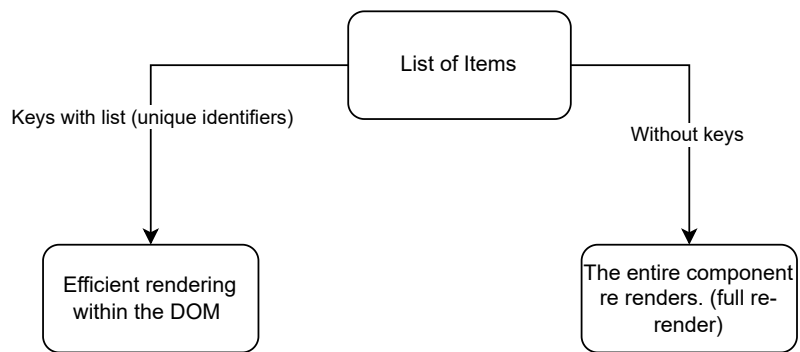 List of Items
Keys with list (unique identifiers)
Without keys
Efficient rendering
within the DOM
The entire component
re renders. (full re-
render)